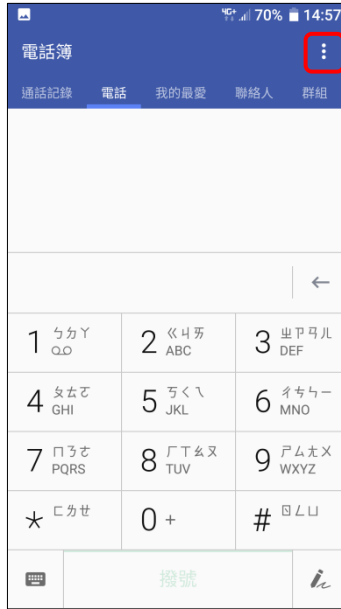 4G+ 70% 14:57
電話簿
通話記錄 電話 我的最愛 聯絡人 群組
1 ㄅㄉㄚ
2 ㄍㄐㄞ ABC
3 ㄓㄗㄢㄦ DEF
4 ㄆㄊㄛ GHI
5 ㄎㄑㄟ JKL
6 ㄔㄘㄣㄧ MNO
7 ㄇㄋㄜ PQRS
8 ㄏㄒㄠㄡ TUV
9 ㄕㄙㄤㄨ WXYZ
* ㄈㄌㄝ
0 +
# ㄖㄥㄩ
撥號